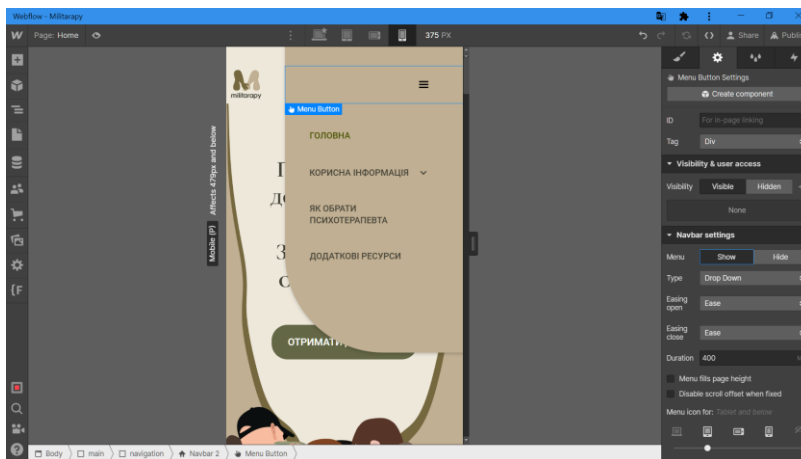 Webflow - Militarapy
Page: Home
375 PX
Share
Publi
militarapy
Menu Button
ГОЛОВНА
КОРИСНА ІНФОРМАЦІЯ
ЯК ОБРАТИ
ПСИХОТЕРАПЕВТА
ДОДАТКОВІ РЕСУРСИ
ОТРИМАТИ
Affects 479px and below
Mobile (P)
Menu Button Settings
Create component
ID
For in-page linking
Tag
Div
Visibility & user access
Visibility
Visible
Hidden
None
Navbar settings
Menu
Show
Hide
Type
Drop Down
Easing
open
Ease
Easing
close
Ease
Duration
400
Menu fills page height
Disable scroll offset when fixed
Menu icon for: Tablet and below
Body
main
navigation
Navbar 2
Menu Button